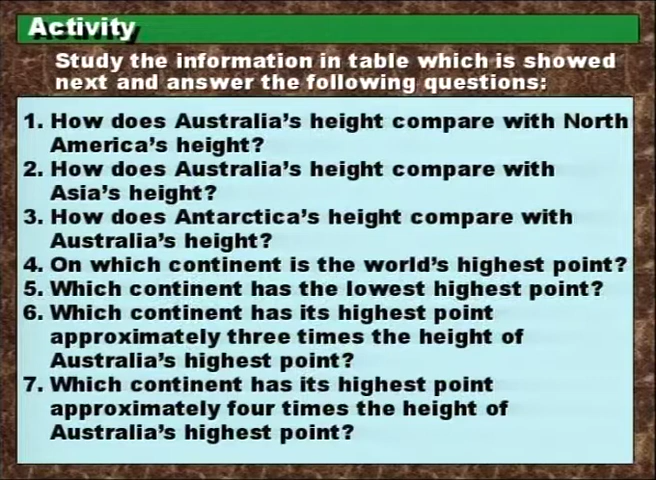 Activity
Study the information in table which is showed
next and answer the following questions:
1. How does Australia's height compare with North
America's height?
2. How does Australia's height compare with
Asia's height?
3. How does Antarctica's height compare with
Australia's height?
4. On which continent is the world's highest point?
5. Which continent has the lowest highest point?
6. Which continent has its highest point
approximately three times the height of
Australia's highest point?
7. Which continent has its highest point
approximately four times the height of
Australia's highest point?